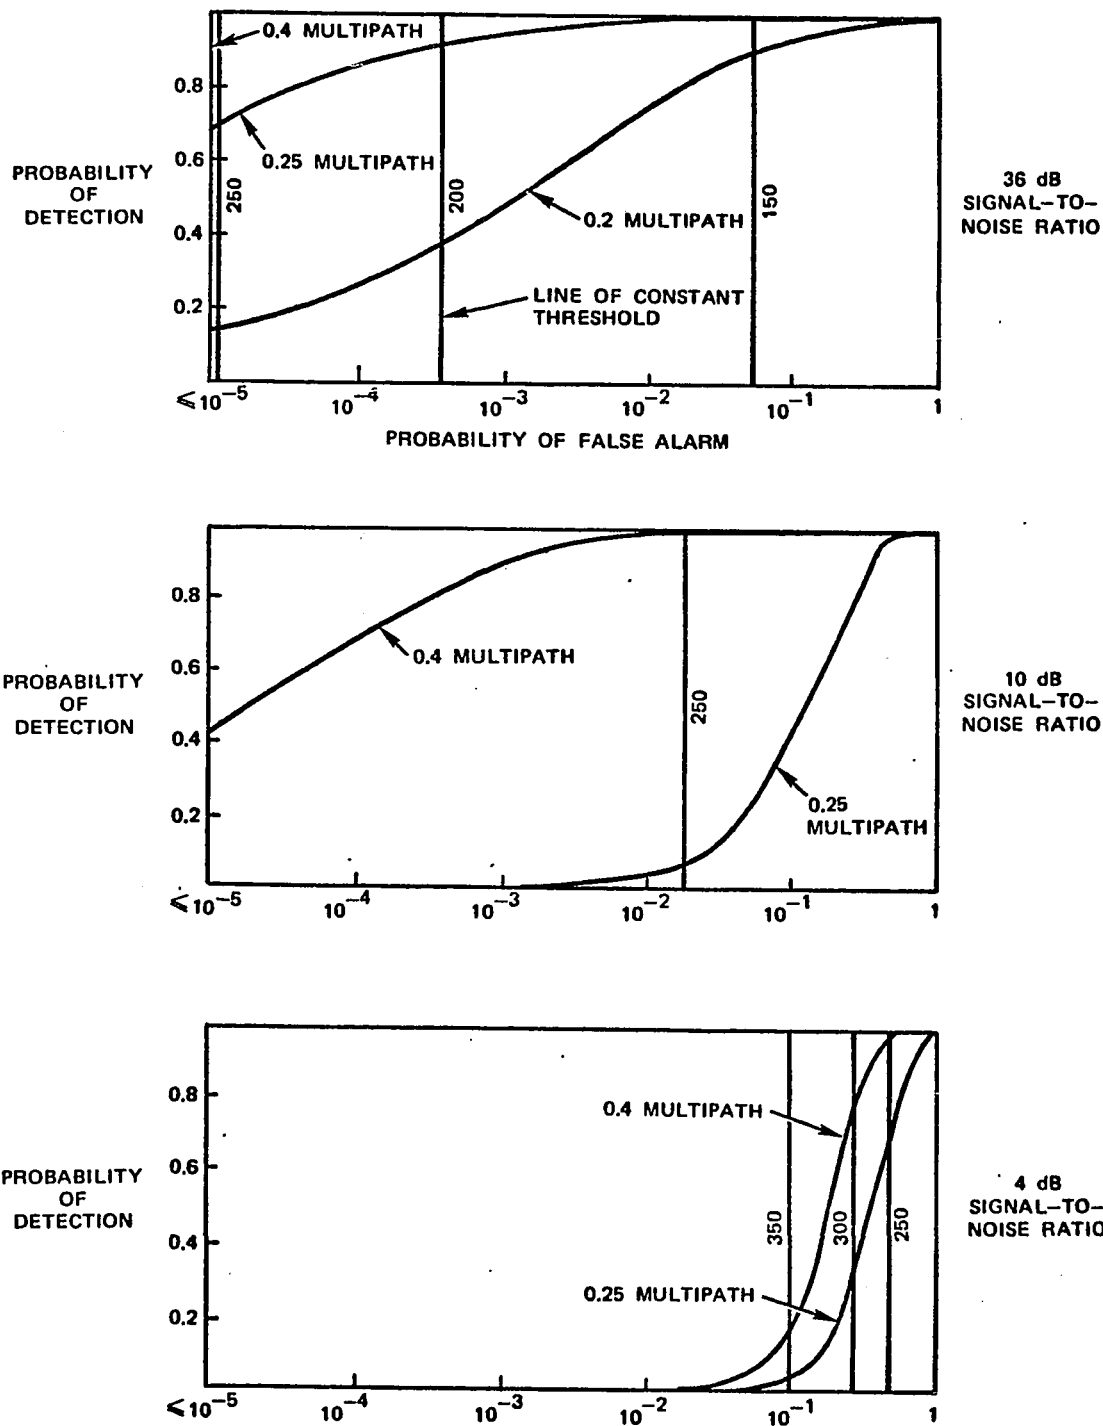 0.4 MULTIPATH
0.8
0.25 MULTIPATH
0.6
PROBABILITY
OF
DETECTION
250
200
150
36 dB
SIGNAL-TO-
NOISE RATIO
0.4
0.2 MULTIPATH
0.2
LINE OF CONSTANT
THRESHOLD
⩽10⁻⁵
10⁻⁴
10⁻³
10⁻²
10⁻¹
1
PROBABILITY OF FALSE ALARM
0.8
0.4 MULTIPATH
0.6
PROBABILITY
OF
DETECTION
250
10 dB
SIGNAL-TO-
NOISE RATIO
0.4
0.2
0.25
MULTIPATH
⩽10⁻⁵
10⁻⁴
10⁻³
10⁻²
10⁻¹
1
0.8
0.4 MULTIPATH
0.6
PROBABILITY
OF
DETECTION
350
300
250
4 dB
SIGNAL-TO-
NOISE RATIO
0.4
0.25 MULTIPATH
0.2
⩽10⁻⁵
10⁻⁴
10⁻³
10⁻²
10⁻¹
1